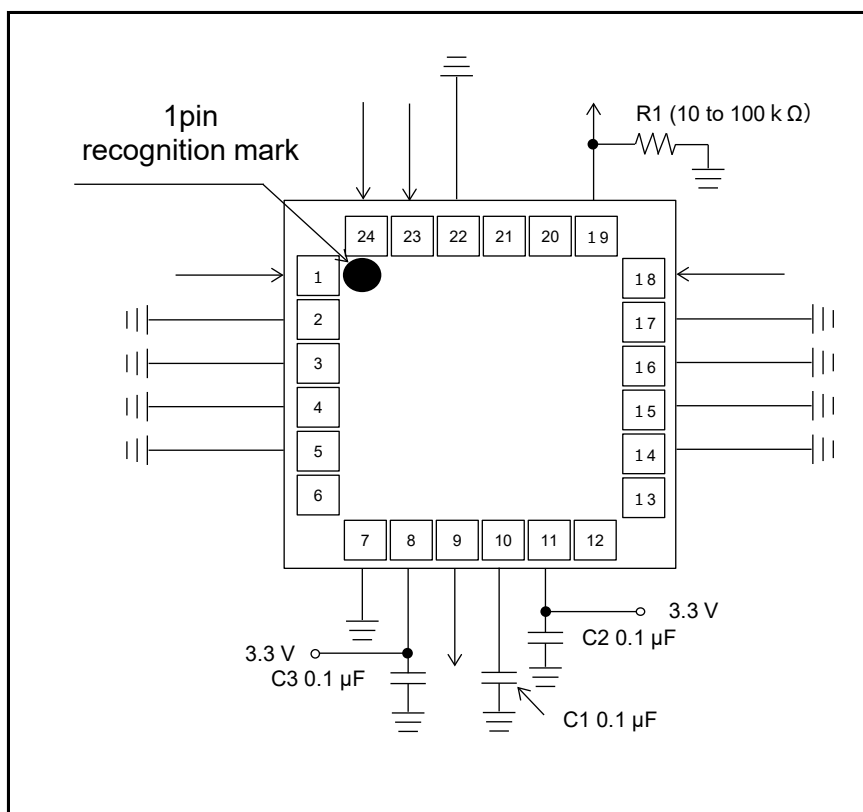 R1 (10 to 100 k Ω)
1pin
recognition mark
24 23 22 21 20 19
1
18
2
17
3
16
4
15
5
14
6
13
7 8 9 10 11 12
3.3 V
C2 0.1 µF
3.3 V
C3 0.1 µF
C1 0.1 µF